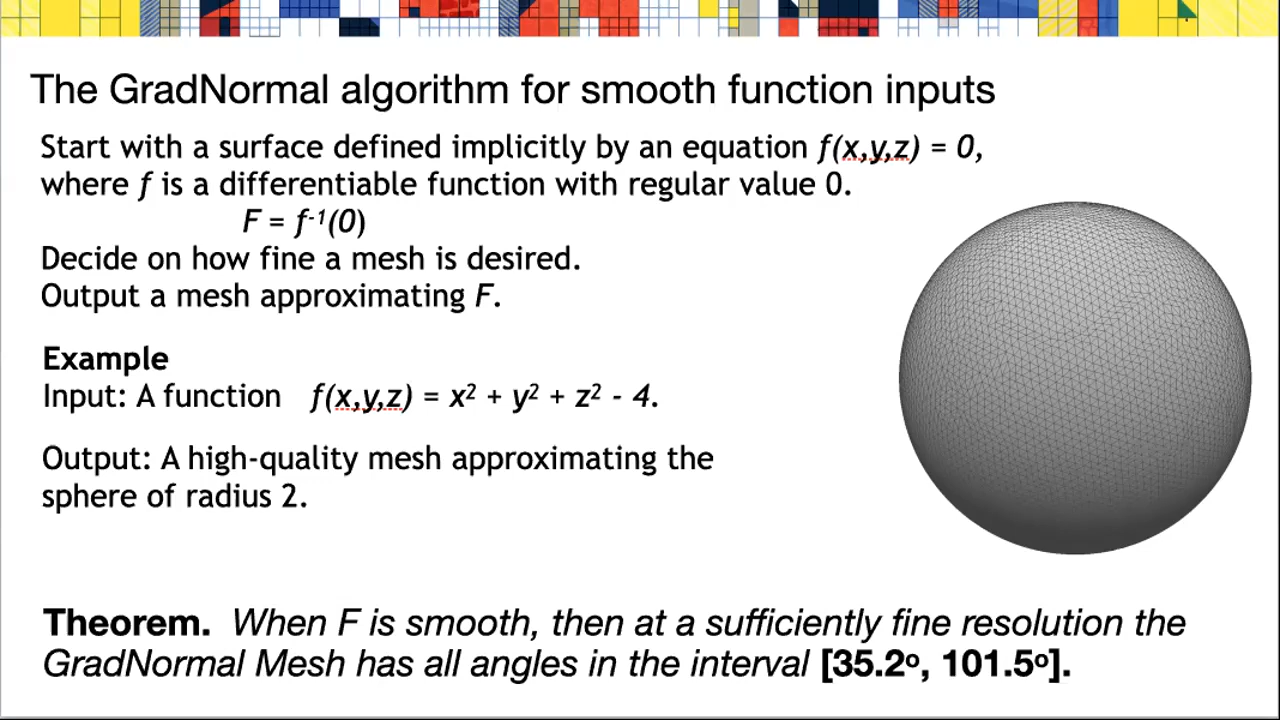 The GradNormal algorithm for smooth function inputs
Start with a surface defined implicitly by an equation f(x,y,z) = 0,
where f is a differentiable function with regular value 0.
F = f-1(0)
Decide on how fine a mesh is desired.
Output a mesh approximating F.
Example
Input: A function f(x,y,z) = x² + y² + z² - 4.
Output: A high-quality mesh approximating the
sphere of radius 2.
Theorem. When F is smooth, then at a sufficiently fine resolution the
GradNormal Mesh has all angles in the interval [35.2º, 101.5º].